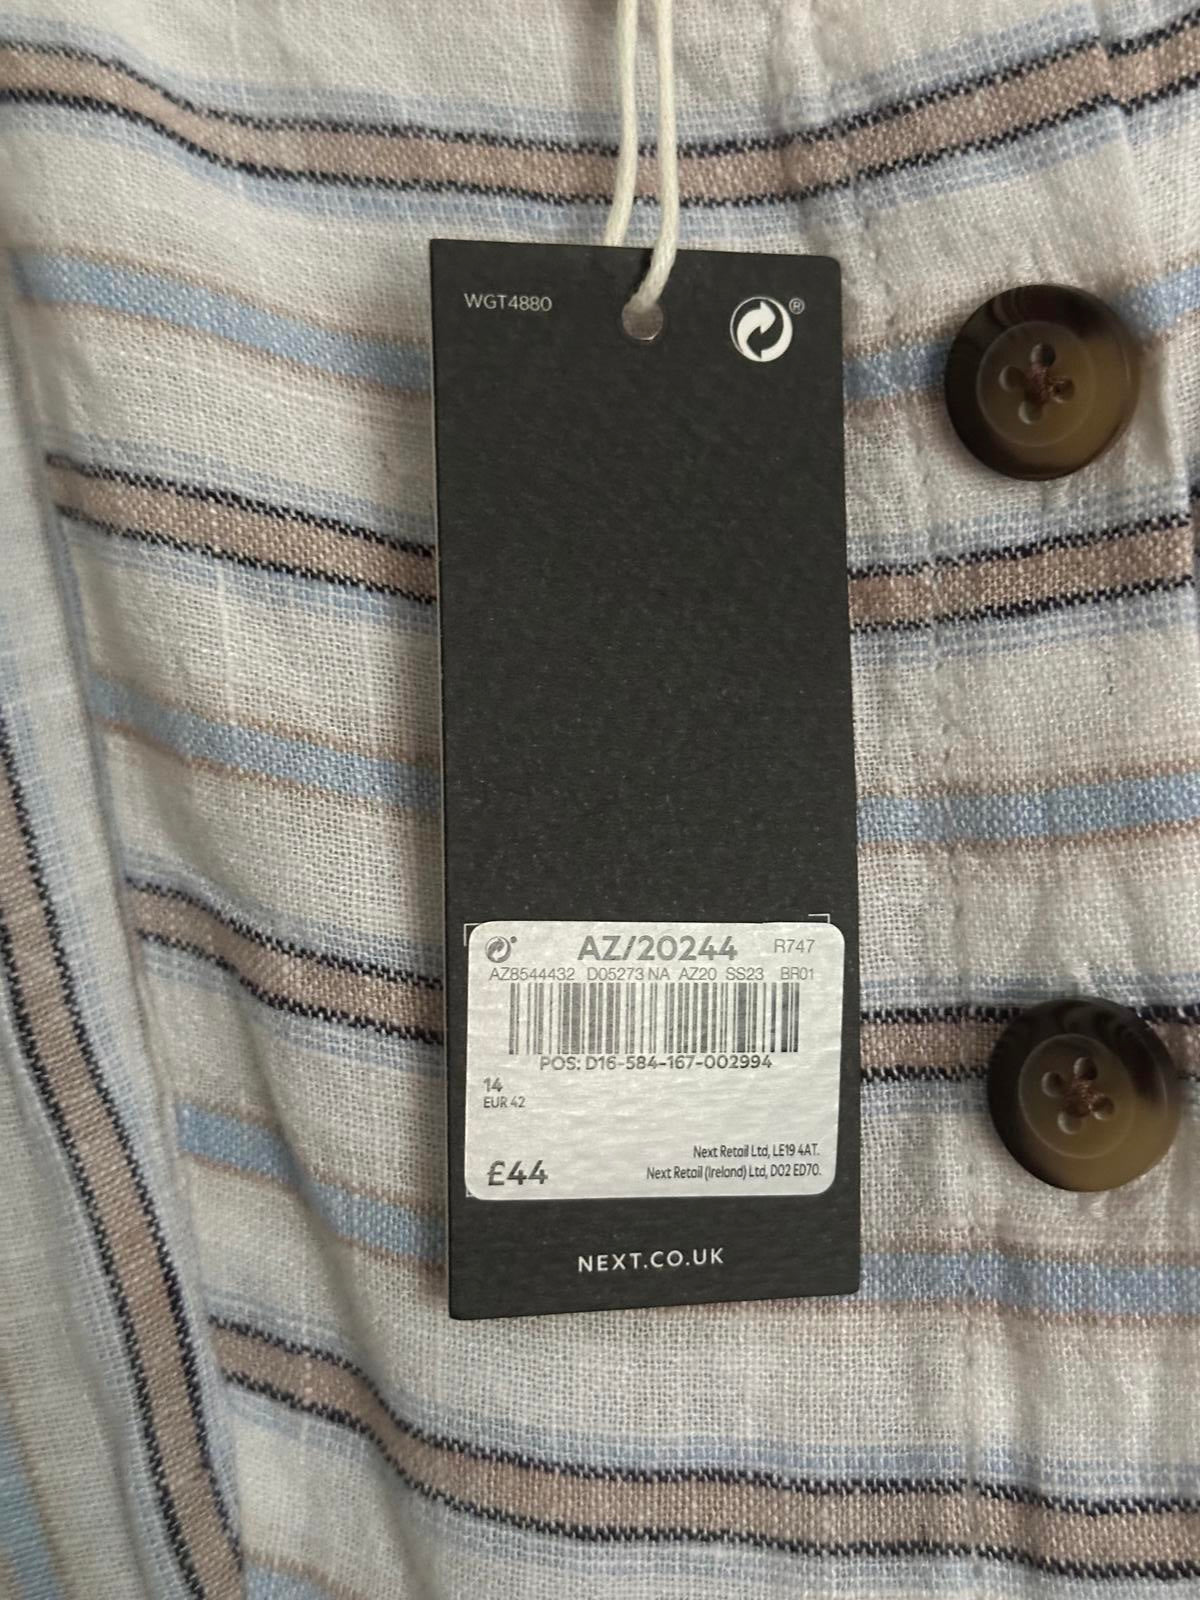 WGT4880
®
AZ/20244 R747
AZ8544432 D05273 NA AZ20 SS23 BR01
POS: D16-584-167-002994
14
EUR 42
Next Retail Ltd, LE19 4AT.
£44 Next Retail (Ireland) Ltd, D02 ED70.
NEXT.CO.UK